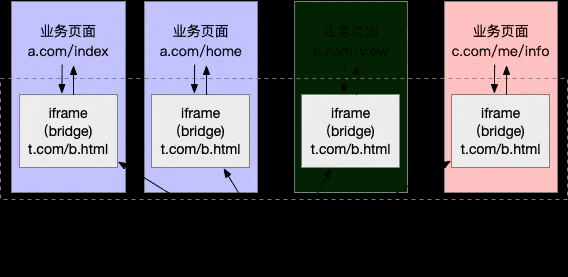 业务页面
a.com/index
业务页面
a.com/home
业务页面
b.com/view
业务页面
c.com/me/info
iframe
(bridge)
t.com/b.html
iframe
(bridge)
t.com/b.html
iframe
(bridge)
t.com/b.html
iframe
(bridge)
t.com/b.html